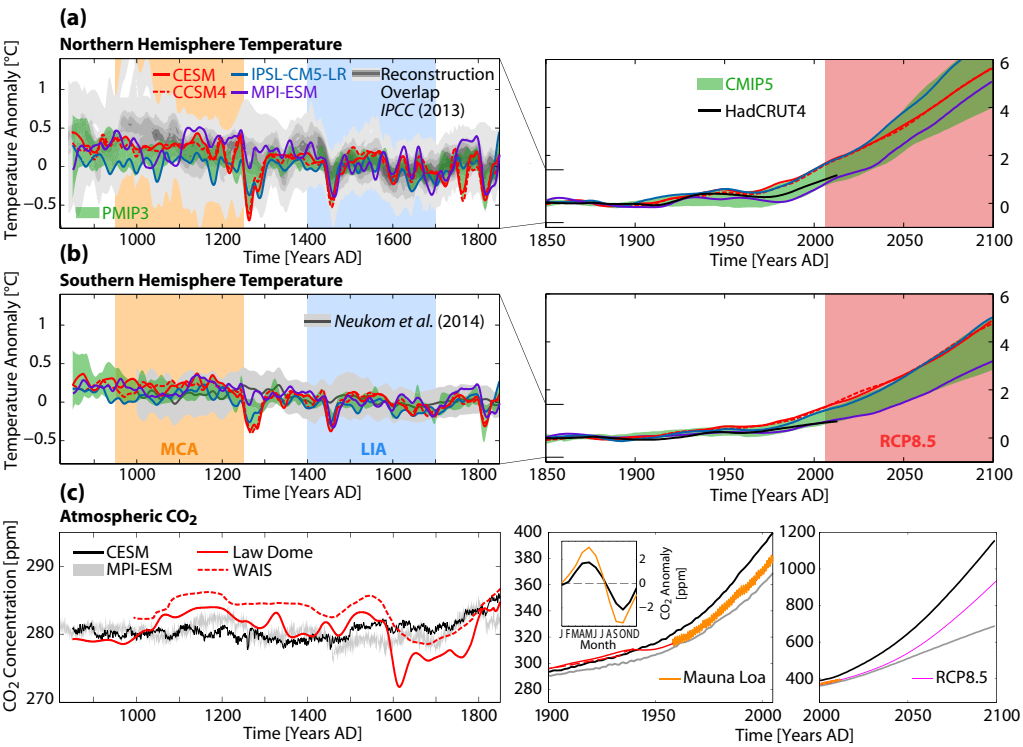 (a)
Northern Hemisphere Temperature
Temperature Anomaly [°C]
1
0.5
0
−0.5
CESM
CCSM4
IPSL-CM5-LR
MPI-ESM
Reconstruction
Overlap
IPCC (2013)
PMIP3
1000 1200 1400 1600 1800
Time [Years AD]
CMIP5
HadCRUT4
6
4
2
0
1850 1900 1950 2000 2050 2100
Time [Years AD]
(b)
Southern Hemisphere Temperature
Temperature Anomaly [°C]
1
0.5
0
−0.5
Neukom et al. (2014)
MCA
LIA
1000 1200 1400 1600 1800
Time [Years AD]
6
4
2
0
RCP8.5
1850 1900 1950 2000 2050 2100
Time [Years AD]
(c)
Atmospheric CO2
CO2 Concentration [ppm]
290
280
270
CESM
MPI-ESM
Law Dome
WAIS
1000 1200 1400 1600 1800
Time [Years AD]
400
380
360
340
320
300
280
2
0
−2
CO2 Anomaly
[ppm]
J F M A M J J A S O N D
Month
Mauna Loa
1900 1950 2000
1200
1000
800
600
400
RCP8.5
2000 2050 2100
Time [Years AD]